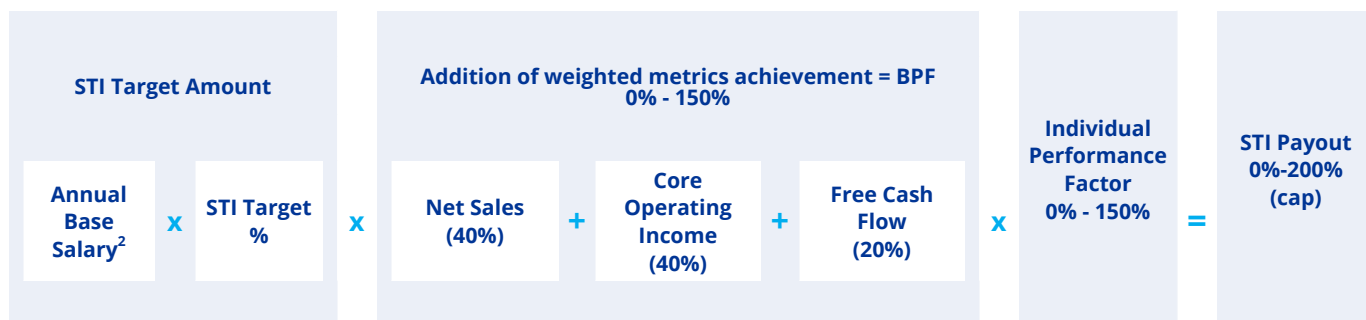 STI Target Amount
Annual
Base
Salary2
x
STI Target
%
x
Addition of weighted metrics achievement = BPF
0% - 150%
Net Sales
(40%)
+
Core
Operating
Income
(40%)
+
Free Cash
Flow
(20%)
x
Individual
Performance
Factor
0% - 150%
=
STI Payout
0%-200%
(cap)